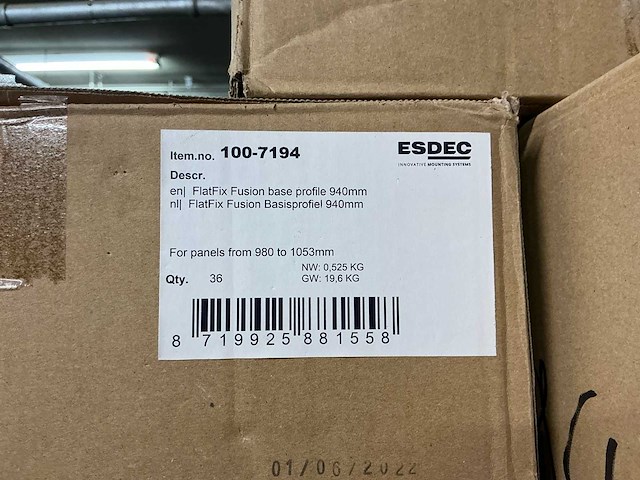 Item.no. 100-7194
ESDEC
INNOVATIVE MOUNTING SYSTEMS
Descr.
en| FlatFix Fusion base profile 940mm
nl| FlatFix Fusion Basisprofiel 940mm
For panels from 980 to 1053mm
Qty. 36
NW: 0,525 KG
GW: 19,6 KG
8 719925 881558
01/06/2022